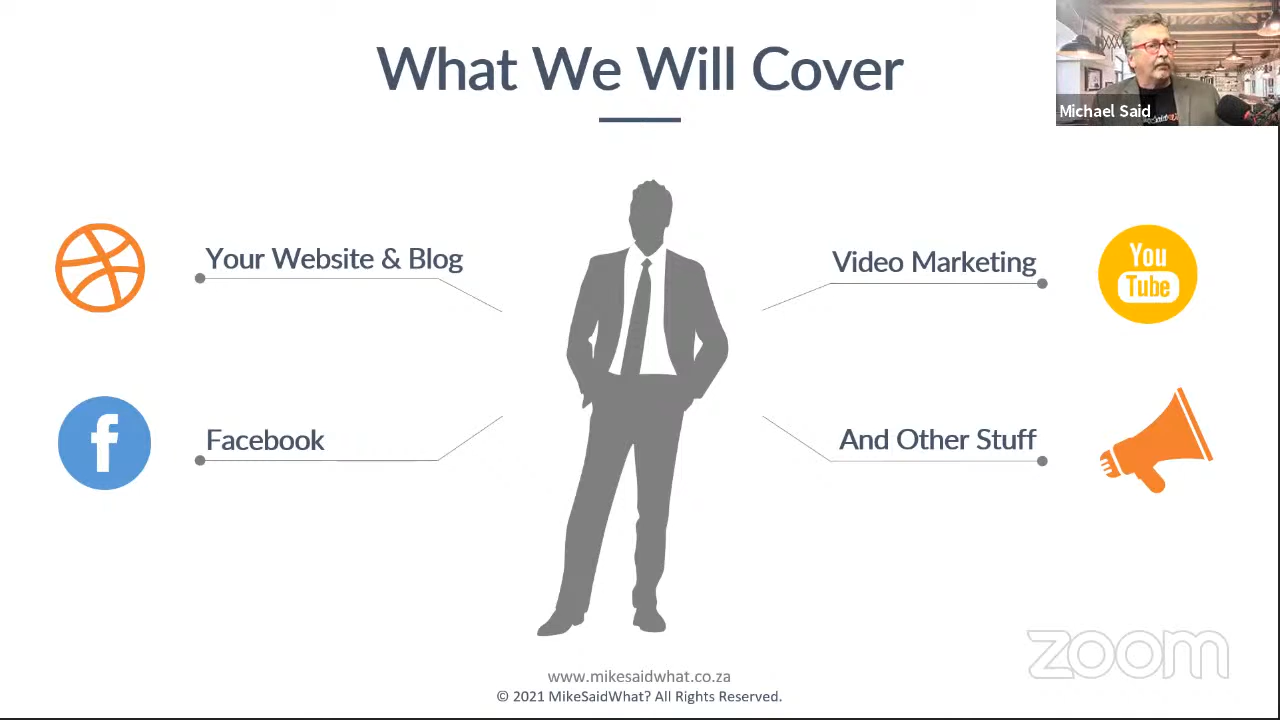 What We Will Cover
Michael Said
Your Website & Blog
Video Marketing
You
Tube
f
Facebook
And Other Stuff
zoom
www.mikesaidwhat.co.za
© 2021 MikeSaidWhat? All Rights Reserved.